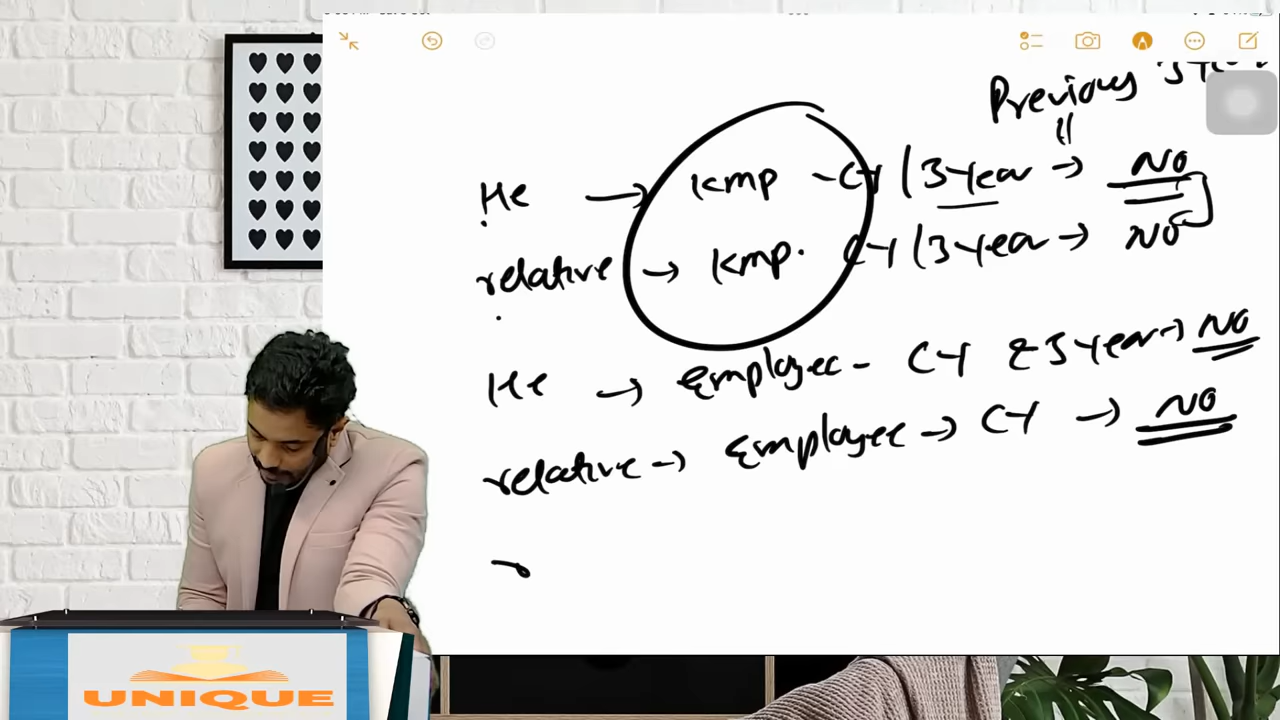 Previous 3 year
He → Kmp - CY / 3 year → NO
relative → Kmp. CY / 3 year → NO
He → Employee - CY & 3 year → NO
relative → Employee → CY → NO
UNIQUE